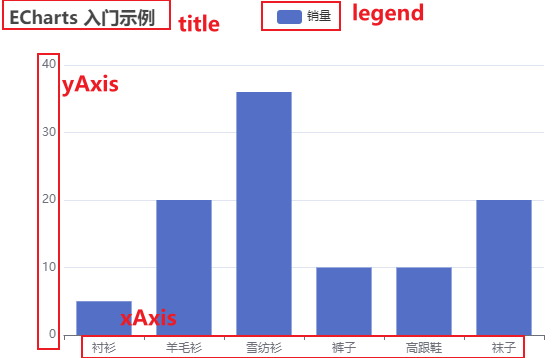 ECharts 入门示例
title
销量
legend
yAxis
40
30
20
10
0
xAxis
衬衫 羊毛衫 雪纺衫 裤子 高跟鞋 袜子